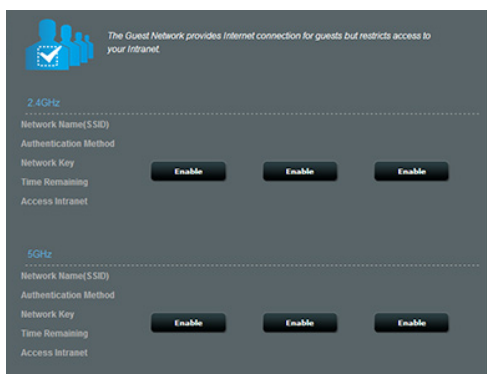 The Guest Network provides Internet connection for guests but restricts access to
your Intranet.
2.4GHz
Network Name(SSID)
Authentication Method
Network Key
Enable Enable Enable
Time Remaining
Access Intranet
5GHz
Network Name(SSID)
Authentication Method
Network Key
Enable Enable Enable
Time Remaining
Access Intranet